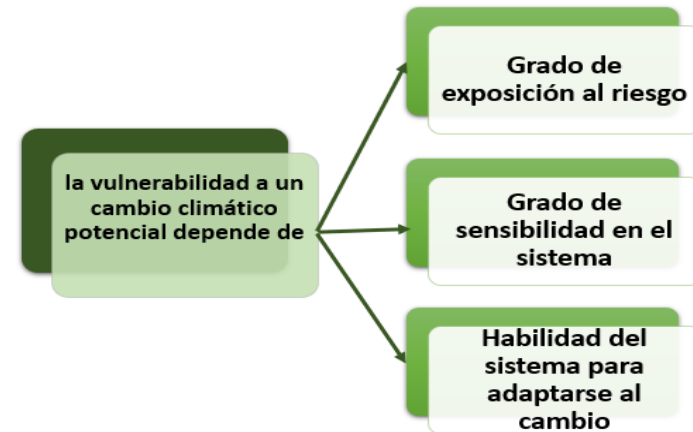 la vulnerabilidad a un
cambio climático
potencial depende de
Grado de
exposición al riesgo
Grado de
sensibilidad en el
sistema
Habilidad del
sistema para
adaptarse al
cambio